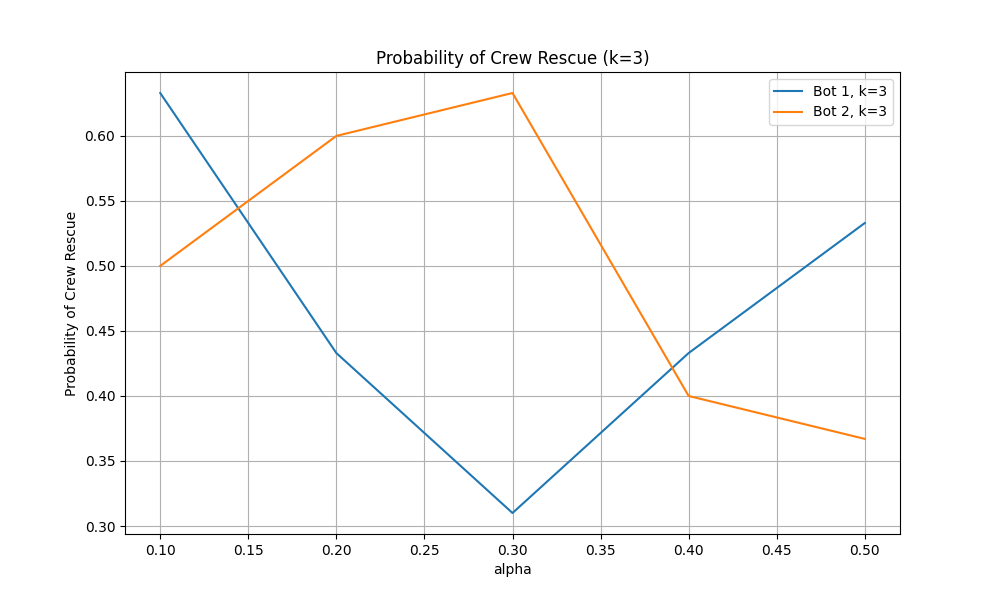 Probability of Crew Rescue (k=3)
Bot 1, k=3
Bot 2, k=3
Probability of Crew Rescue
0.60
0.55
0.50
0.45
0.40
0.35
0.30
0.10 0.15 0.20 0.25 0.30 0.35 0.40 0.45 0.50
alpha